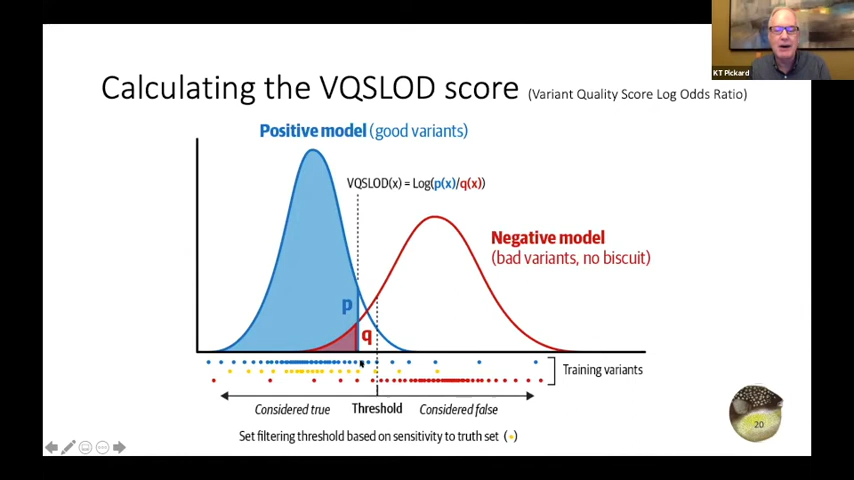 KT Pickard
Calculating the VQSLOD score (Variant Quality Score Log Odds Ratio)
Positive model (good variants)
VQSLOD(x) = Log(p(x)/q(x))
Negative model
(bad variants, no biscuit)
p
q
Training variants
Considered true Threshold Considered false
20
Set filtering threshold based on sensitivity to truth set ( )